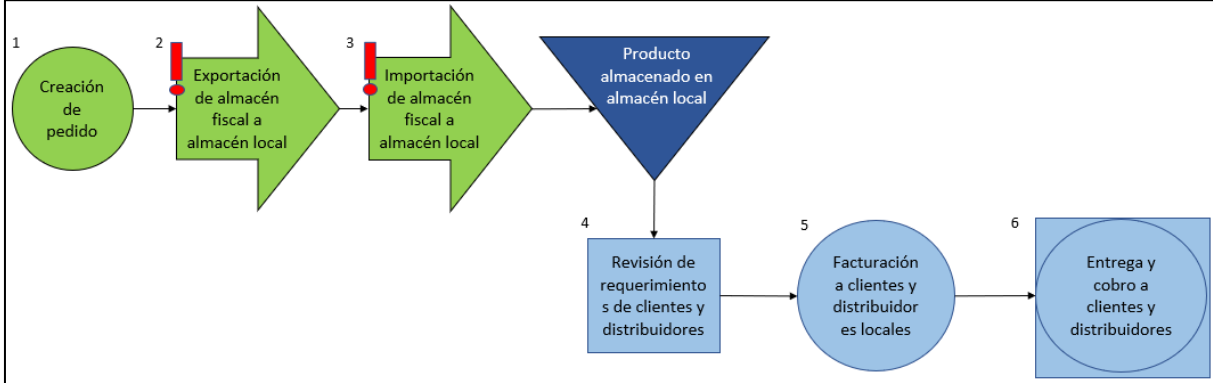 1
Creación
de
pedido
2
Exportación
de almacén
fiscal a
almacén local
3
Importación
de almacén
fiscal a
almacén local
Producto
almacenado en
almacén local
4
Revisión de
requerimiento
s de clientes y
distribuidores
5
Facturación
a clientes y
distribuidor
es locales
6
Entrega y
cobro a
clientes y
distribuidores